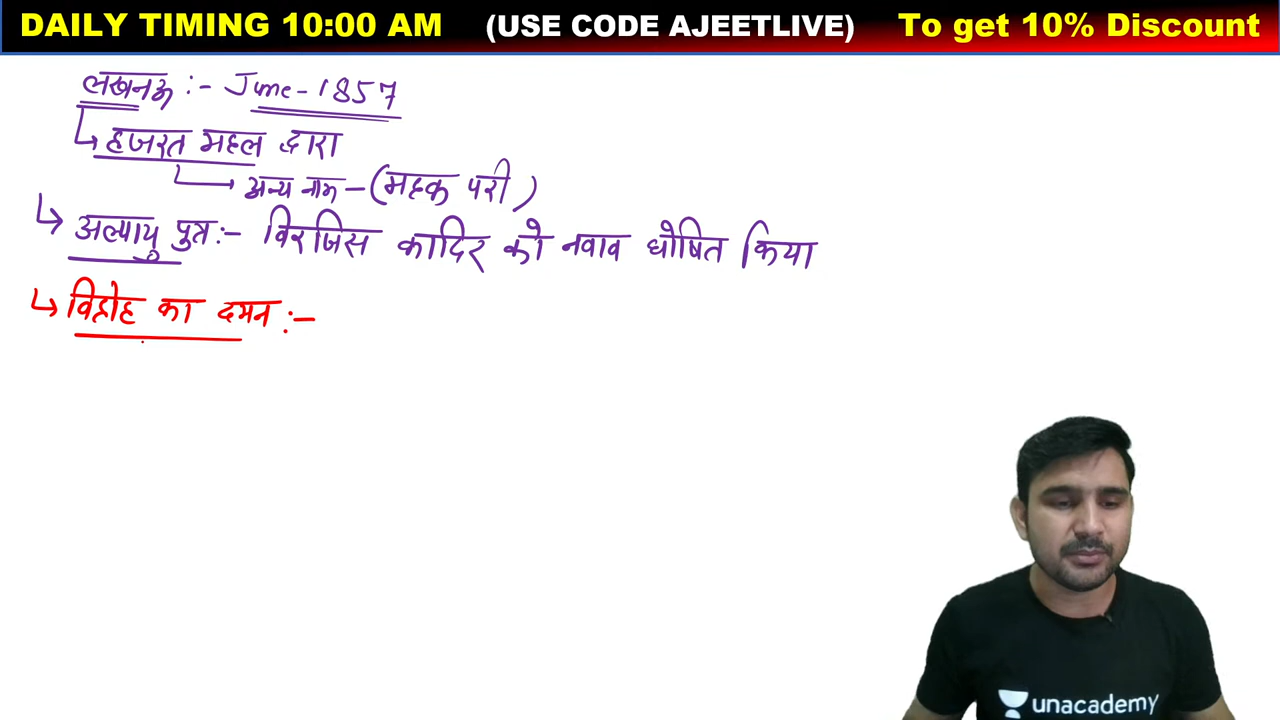 DAILY TIMING 10:00 AM (USE CODE AJEETLIVE) To get 10% Discount
लखनऊ :- June - 1857
हजरत महल द्वारा
अन्य नाम - (महक परी)
अल्पायु पुत्र :- विरजिस कादिर को नवाव घोषित किया
विद्रोह का दमन :-
unacademy